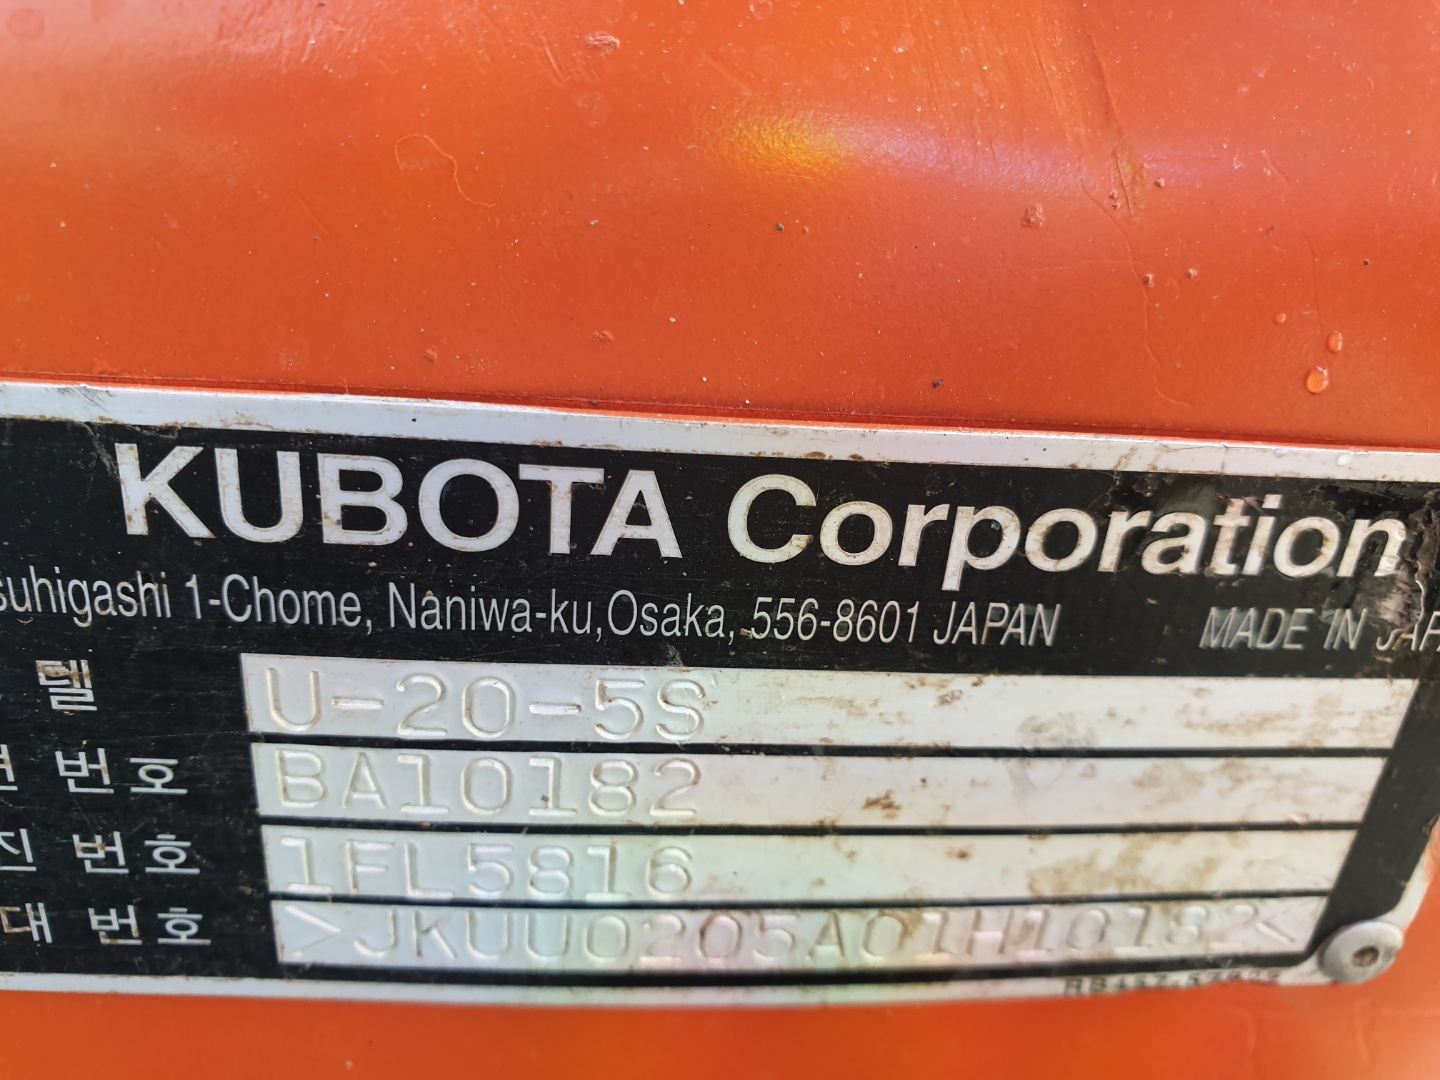 KUBOTA Corporation
suhigashi 1-Chome, Naniwa-ku, Osaka, 556-8601 JAPAN MADE IN JAPA
델 U-20-5S
번호 BA10182
진 번호 1FL5816
대 번호 >JKUU0205A01H10182<